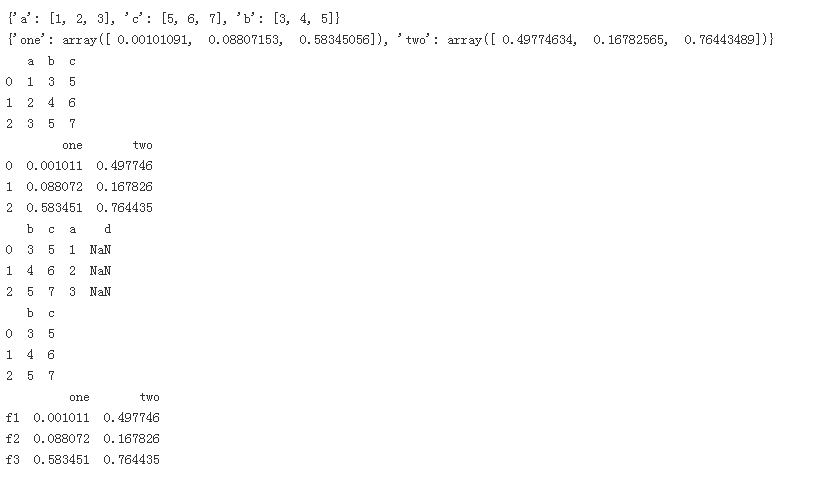 {'a': [1, 2, 3], 'c': [5, 6, 7], 'b': [3, 4, 5]}
{'one': array([ 0.00101091,  0.08807153,  0.58345056]), 'two': array([ 0.49774634,  0.16782565,  0.76443489])}
   a  b  c
0  1  3  5
1  2  4  6
2  3  5  7
        one       two
0  0.001011  0.497746
1  0.088072  0.167826
2  0.583451  0.764435
   b  c  a    d
0  3  5  1  NaN
1  4  6  2  NaN
2  5  7  3  NaN
   b  c
0  3  5
1  4  6
2  5  7
         one       two
f1  0.001011  0.497746
f2  0.088072  0.167826
f3  0.583451  0.764435